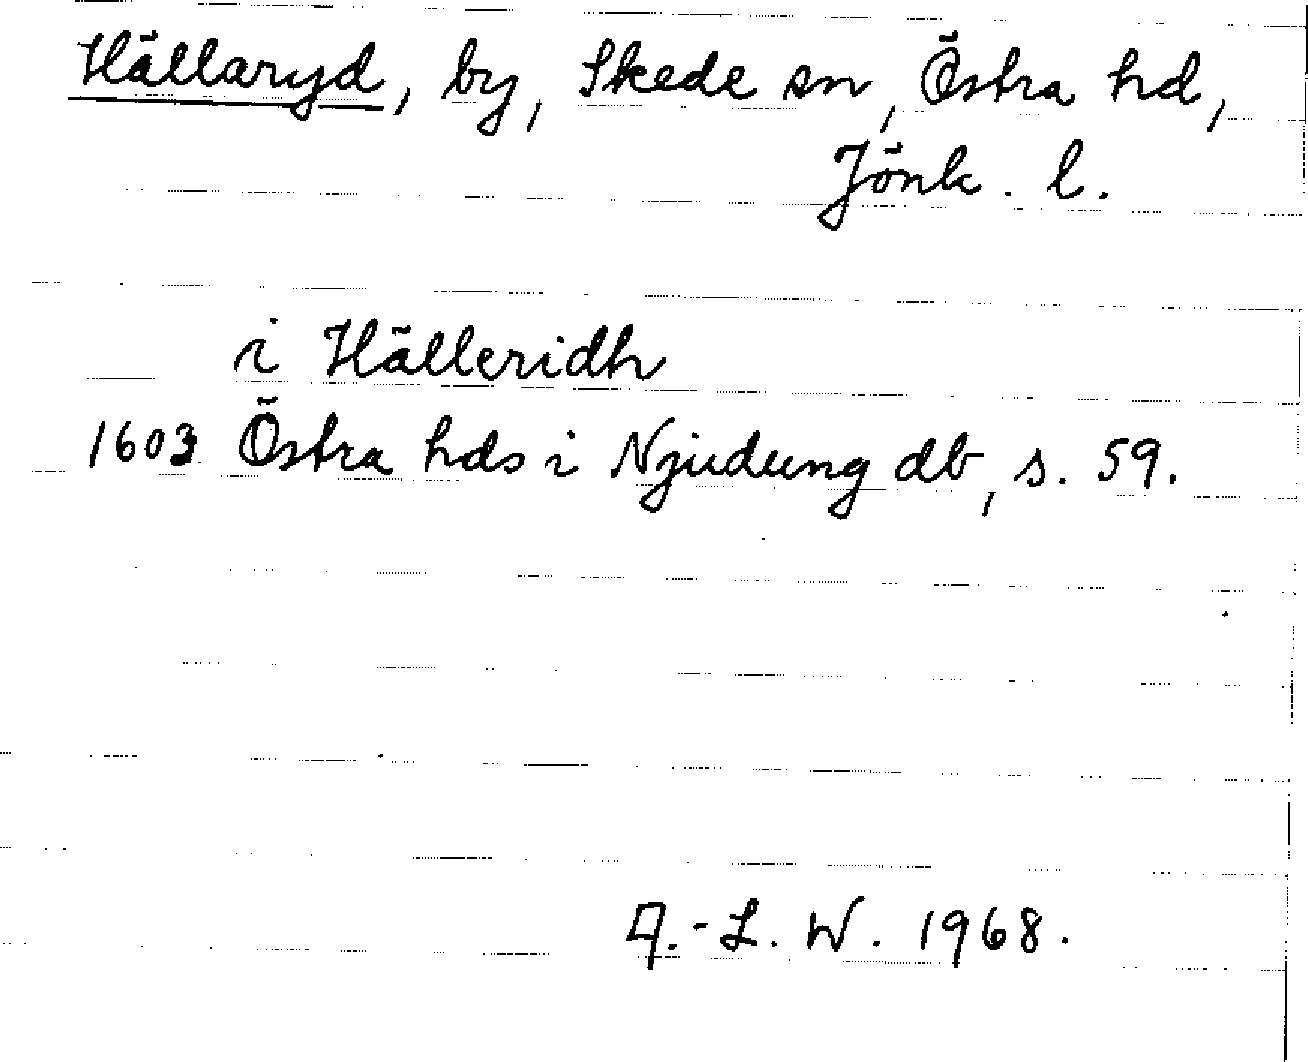 Hällaryd, by, Skede sn, Östra hd,
Jönk. l.
i Hälleridh
1603 Östra hds i Njudung db, s. 59.
A.-L. W. 1968.